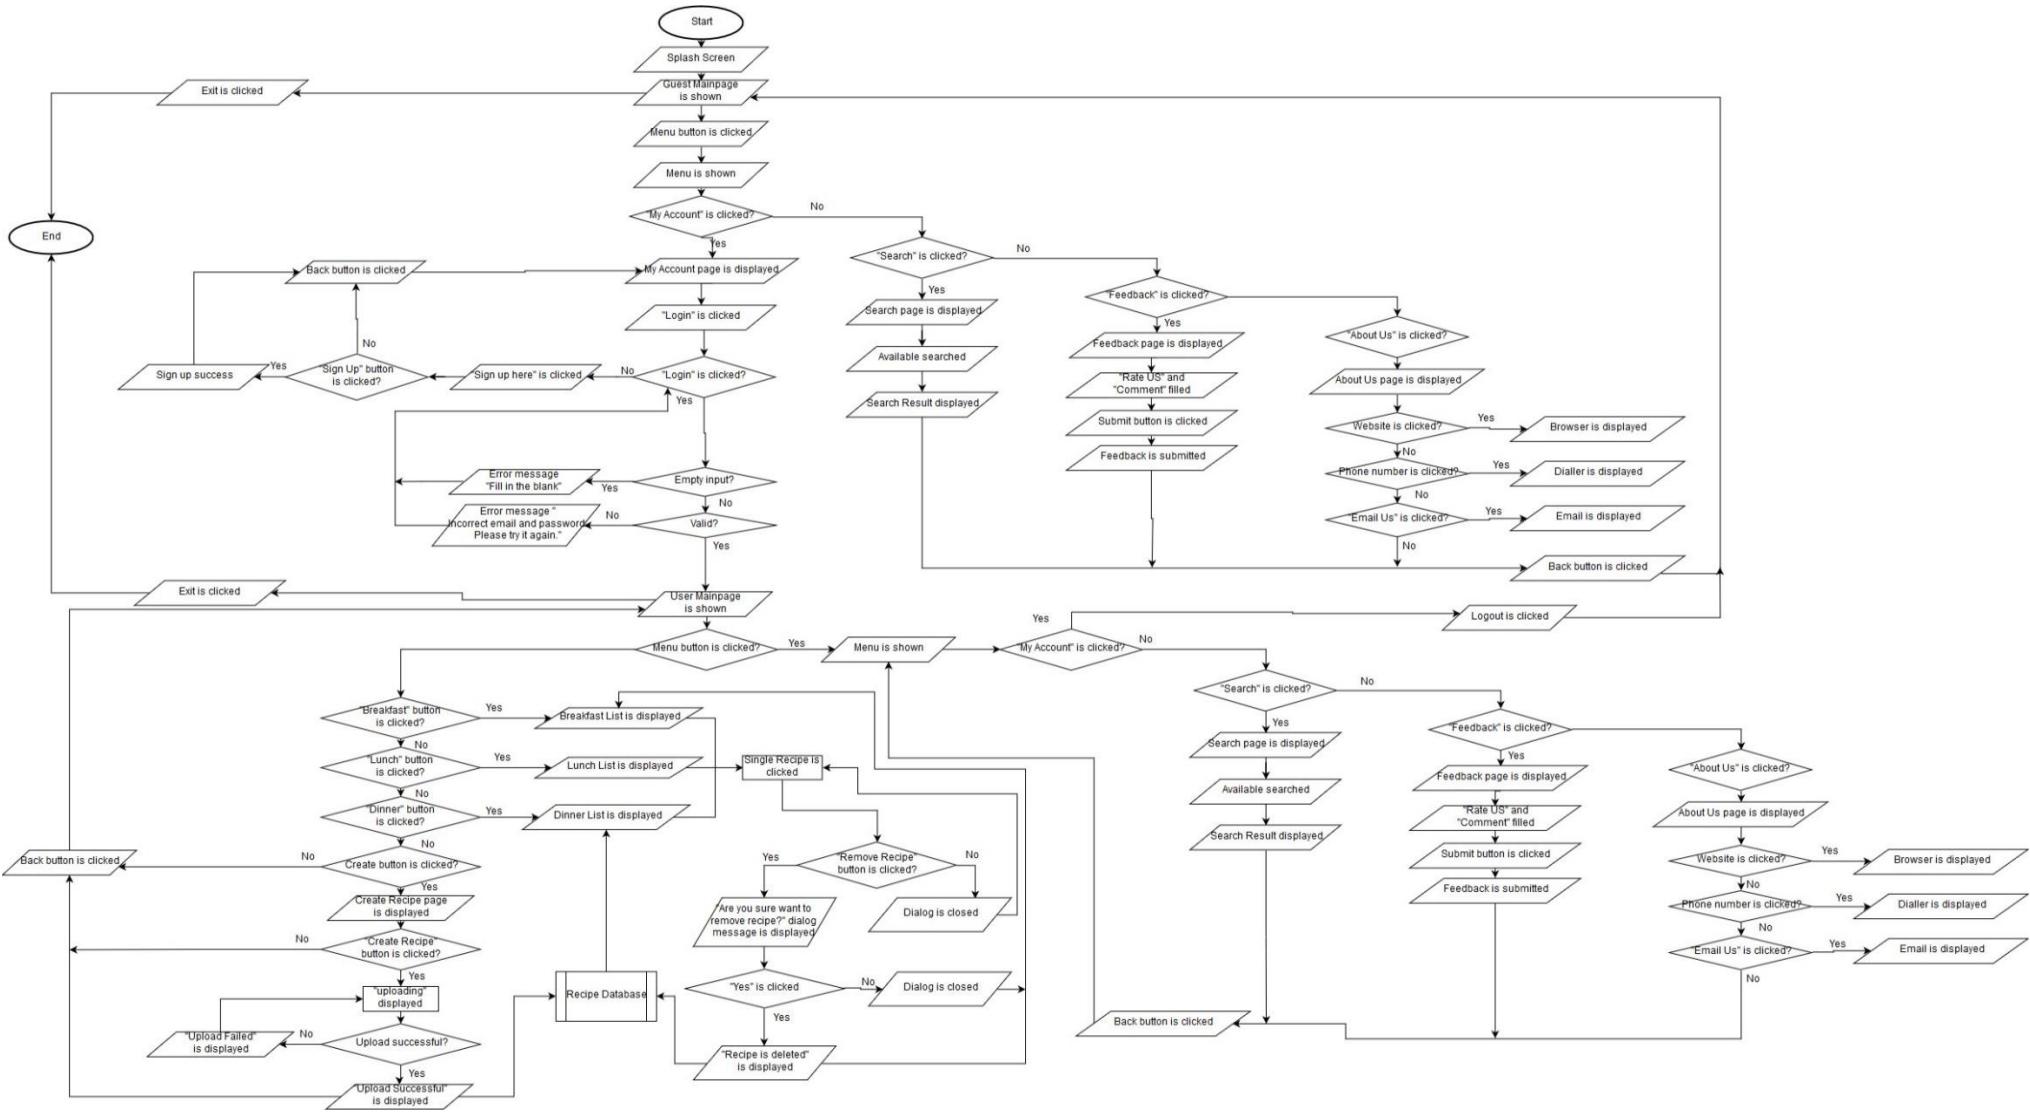 Start
Splash Screen
Guest Mainpage
is shown
Exit is clicked
Menu button is clicked
Menu is shown
"My Account" is clicked?
No
Yes
End
Back button is clicked
My Account page is displayed
"Login" is clicked
"Login" is clicked?
No
Yes
"Sign up here" is clicked
"Sign Up" button
is clicked?
No
Yes
Sign up success
Empty input?
Yes
No
Error message
"Fill in the blank"
Valid?
No
Yes
Error message "
Incorrect email and password.
Please try it again."
"Search" is clicked?
No
Yes
Search page is displayed
Available searched
Search Result displayed
"Feedback" is clicked?
Yes
Feedback page is displayed
"Rate US" and
"Comment" filled
Submit button is clicked
Feedback is submitted
"About Us" is clicked?
About Us page is displayed
Website is clicked?
Yes
Browser is displayed
No
Phone number is clicked?
Yes
Dialler is displayed
No
"Email Us" is clicked?
Yes
Email is displayed
No
Back button is clicked
Exit is clicked
User Mainpage
is shown
Menu button is clicked?
Yes
Menu is shown
"My Account" is clicked?
Yes
No
Logout is clicked
"Breakfast" button
is clicked?
Yes
Breakfast List is displayed
No
"Lunch" button
is clicked?
Yes
Lunch List is displayed
No
"Dinner" button
is clicked?
Yes
Dinner List is displayed
No
Create button is clicked?
No
Back button is clicked
Yes
Create Recipe page
is displayed
"Create Recipe"
button is clicked?
No
Yes
"uploading"
displayed
Upload successful?
No
"Upload Failed"
is displayed
Yes
"Upload Successful"
is displayed
Recipe Database
Single Recipe is
clicked
"Remove Recipe"
button is clicked?
Yes
No
Dialog is closed
"Are you sure want to
remove recipe?" dialog
message is displayed
"Yes" is clicked
No
Dialog is closed
Yes
"Recipe is deleted"
is displayed
"Search" is clicked?
No
Yes
Search page is displayed
Available searched
Search Result displayed
"Feedback" is clicked?
Yes
Feedback page is displayed
"Rate US" and
"Comment" filled
Submit button is clicked
Feedback is submitted
"About Us" is clicked?
About Us page is displayed
Website is clicked?
Yes
Browser is displayed
No
Phone number is clicked?
Yes
Dialler is displayed
No
"Email Us" is clicked?
Yes
Email is displayed
No
Back button is clicked